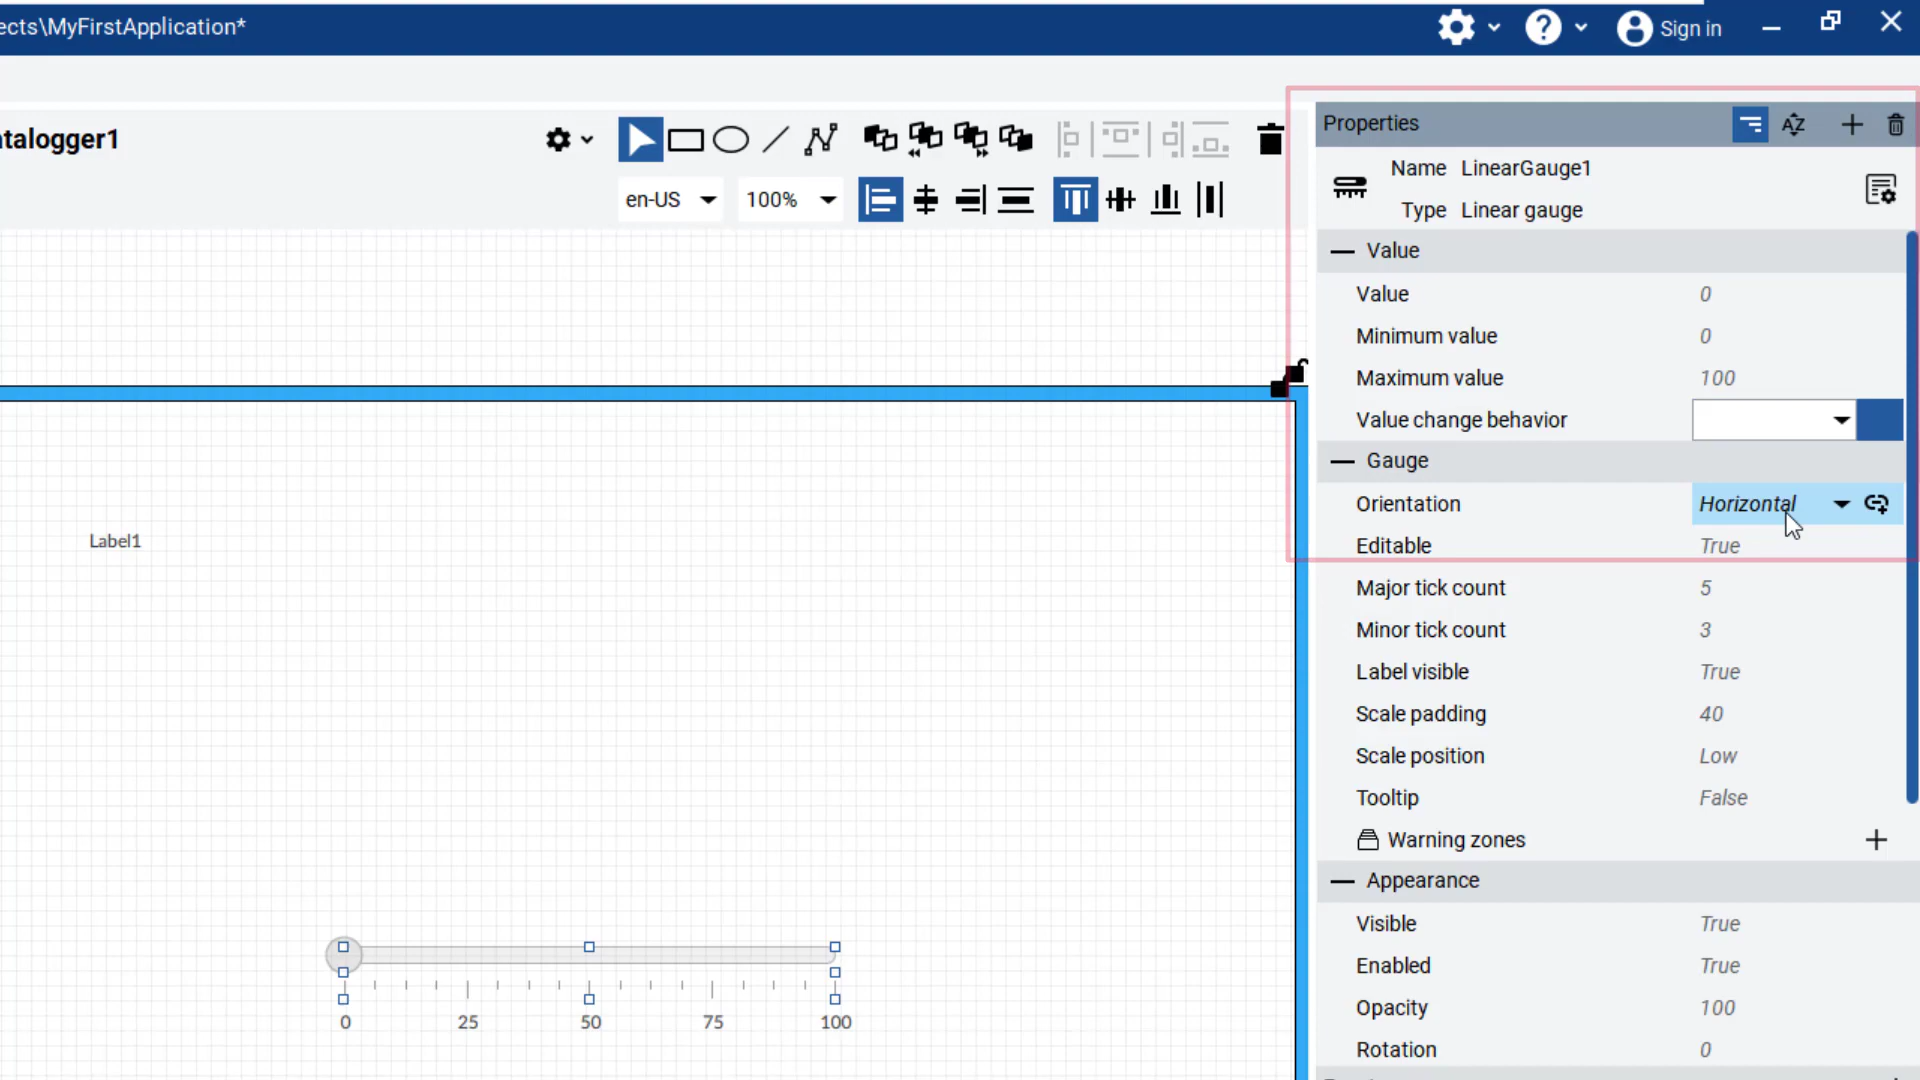 ects\MyFirstApplication*
Sign in
talogger1
en-US
100%
Properties
Name LinearGauge1
Type Linear gauge
Value
Value 0
Minimum value 0
Maximum value 100
Value change behavior
Gauge
Orientation Horizontal
Editable True
Major tick count 5
Minor tick count 3
Label visible True
Scale padding 40
Scale position Low
Tooltip False
Warning zones
Appearance
Visible True
Enabled True
Opacity 100
Rotation 0
Label1
0 25 50 75 100